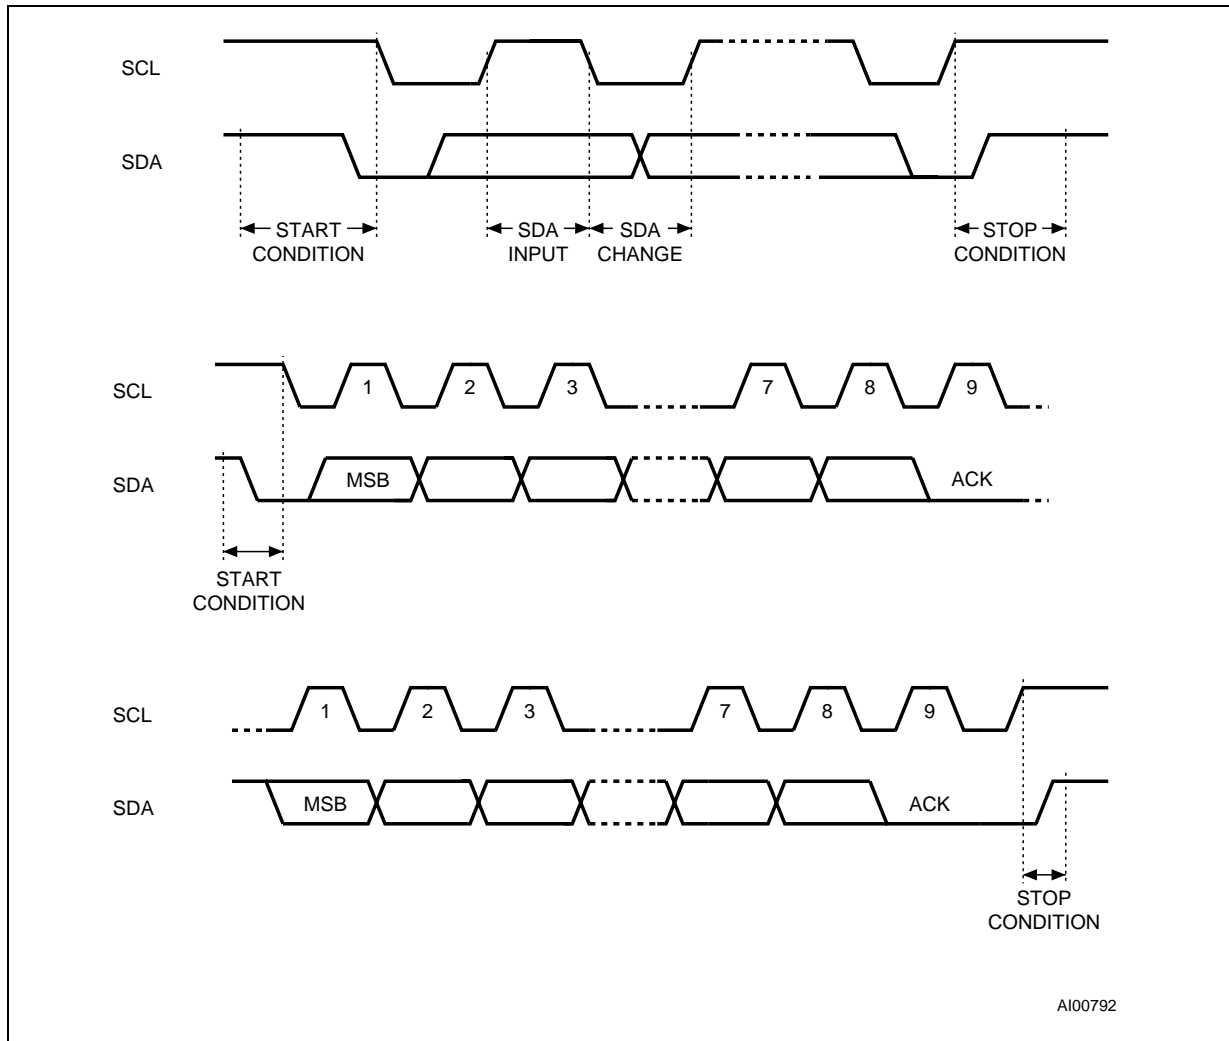 SCL
SDA
START
CONDITION
SDA
INPUT
SDA
CHANGE
STOP
CONDITION
SCL
1 2 3 7 8 9
SDA
MSB ACK
START
CONDITION
SCL
1 2 3 7 8 9
SDA
MSB ACK
STOP
CONDITION
AI00792